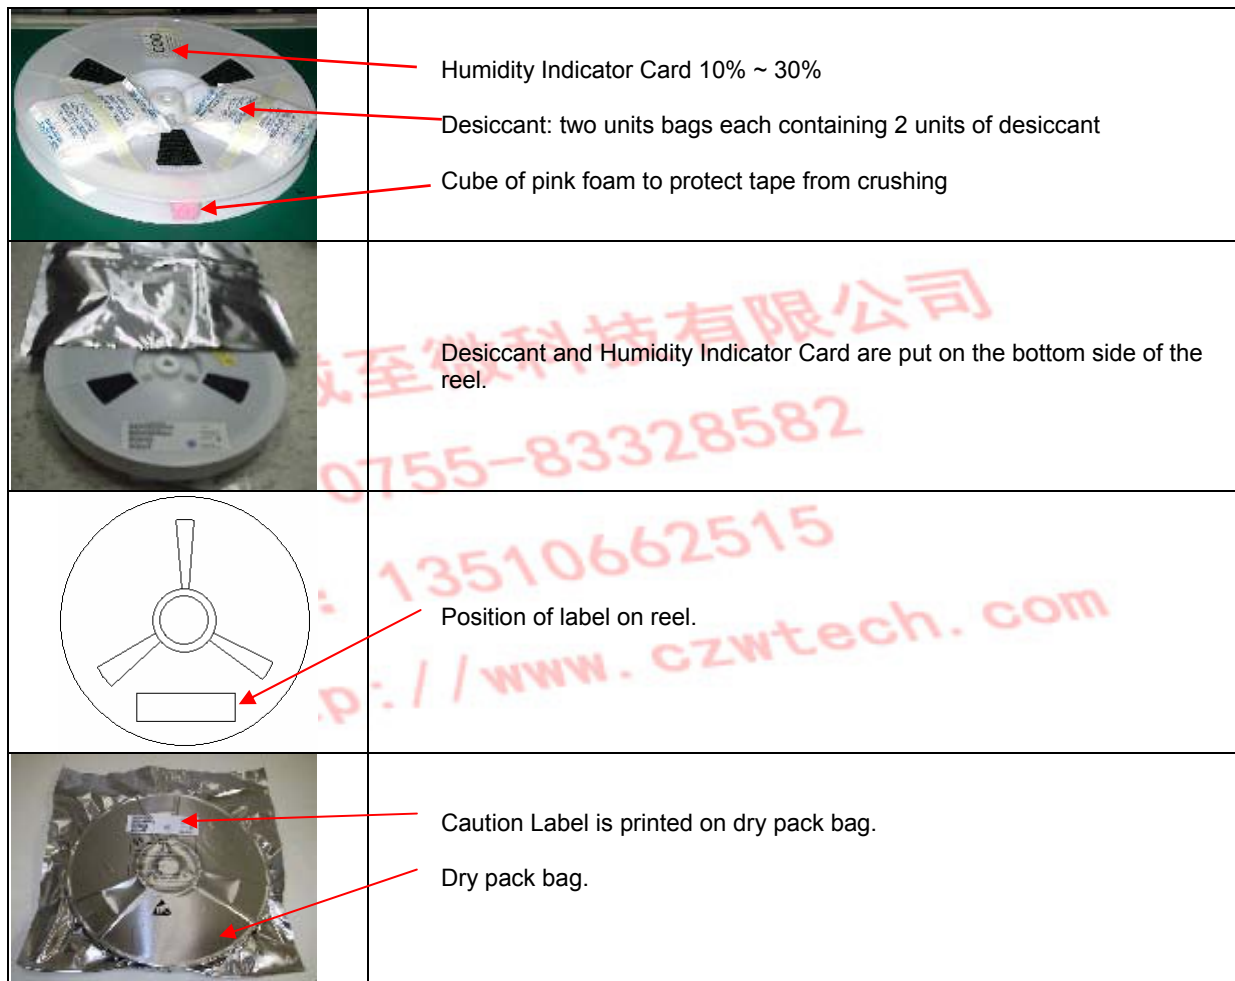 Humidity Indicator Card 10% ~ 30%
Desiccant: two units bags each containing 2 units of desiccant
Cube of pink foam to protect tape from crushing
至微科技有限公司
Desiccant and Humidity Indicator Card are put on the bottom side of the
reel.
0755-83328582
: 13510662515
Position of label on reel.
p://www.czwtech.com
Caution Label is printed on dry pack bag.
Dry pack bag.